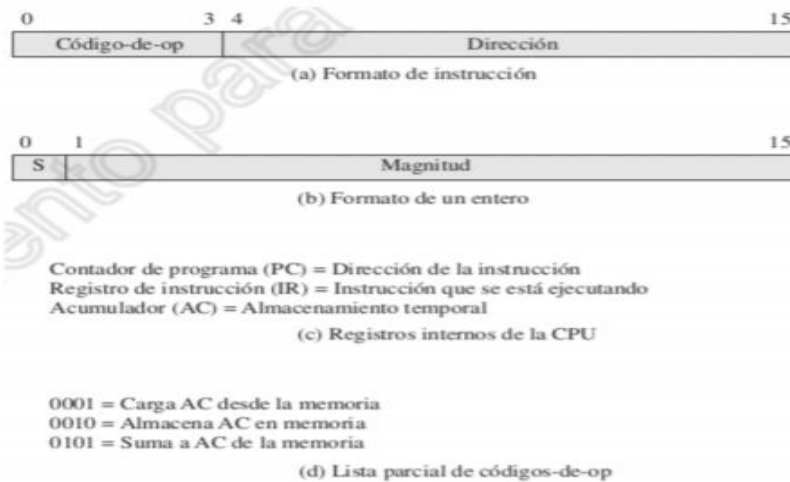 0 3 4 15
Código-de-op Dirección
(a) Formato de instrucción
0 1 15
S Magnitud
(b) Formato de un entero
Contador de programa (PC) = Dirección de la instrucción
Registro de instrucción (IR) = Instrucción que se está ejecutando
Acumulador (AC) = Almacenamiento temporal
(c) Registros internos de la CPU
0001 = Carga AC desde la memoria
0010 = Almacena AC en memoria
0101 = Suma a AC de la memoria
(d) Lista parcial de códigos-de-op
ento para